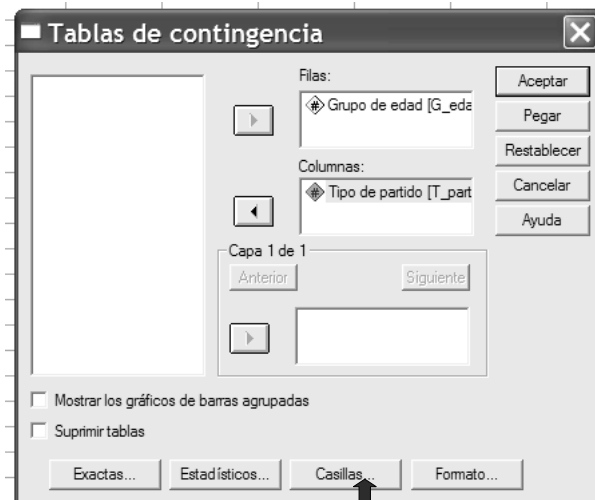 Tablas de contingencia
Filas:
Grupo de edad [G_eda
Columnas:
Tipo de partido [T_part
Aceptar
Pegar
Restablecer
Cancelar
Ayuda
Capa 1 de 1
Anterior
Siguiente
Mostrar los gráficos de barras agrupadas
Suprimir tablas
Exactas...
Estadísticos...
Casillas...
Formato...